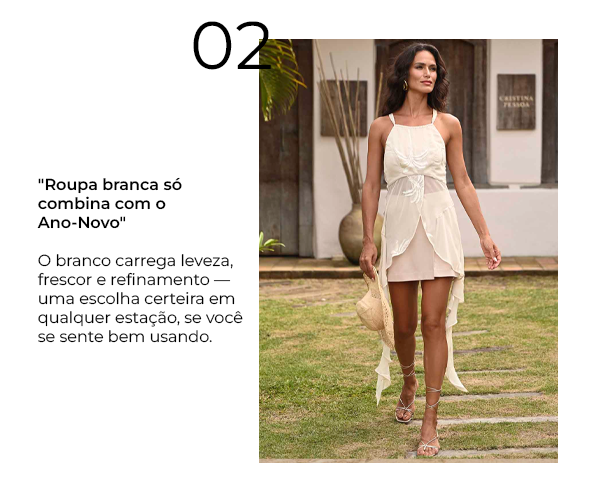 02
"Roupa branca só
combina com o
Ano-Novo"
O branco carrega leveza,
frescor e refinamento —
uma escolha certeira em
qualquer estação, se você
se sente bem usando.
CRISTINA
PESSOA